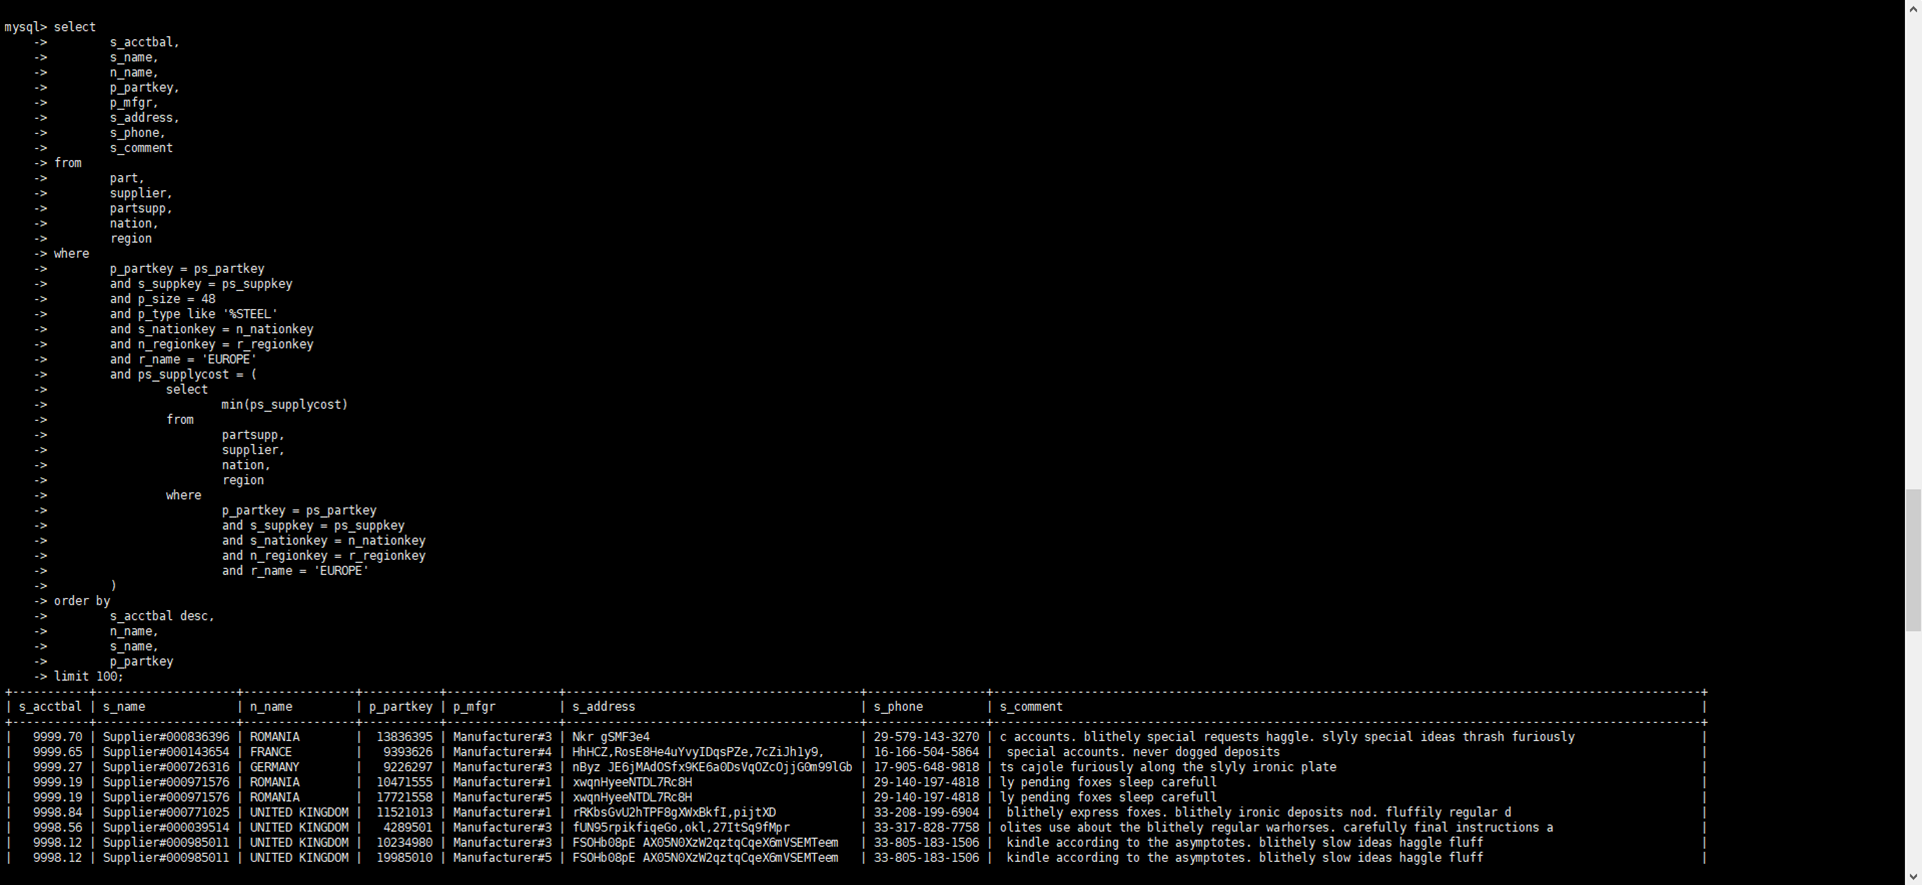 mysql> select
    ->         s_acctbal,
    ->         s_name,
    ->         n_name,
    ->         p_partkey,
    ->         p_mfgr,
    ->         s_address,
    ->         s_phone,
    ->         s_comment
    -> from
    ->         part,
    ->         supplier,
    ->         partsupp,
    ->         nation,
    ->         region
    -> where
    ->         p_partkey = ps_partkey
    ->         and s_suppkey = ps_suppkey
    ->         and p_size = 48
    ->         and p_type like '%STEEL'
    ->         and s_nationkey = n_nationkey
    ->         and n_regionkey = r_regionkey
    ->         and r_name = 'EUROPE'
    ->         and ps_supplycost = (
    ->                 select
    ->                         min(ps_supplycost)
    ->                 from
    ->                         partsupp,
    ->                         supplier,
    ->                         nation,
    ->                         region
    ->                 where
    ->                         p_partkey = ps_partkey
    ->                         and s_suppkey = ps_suppkey
    ->                         and s_nationkey = n_nationkey
    ->                         and n_regionkey = r_regionkey
    ->                         and r_name = 'EUROPE'
    ->         )
    -> order by
    ->         s_acctbal desc,
    ->         n_name,
    ->         s_name,
    ->         p_partkey
    -> limit 100;
| s_acctbal | s_name | n_name | p_partkey | p_mfgr | s_address | s_phone | s_comment |
| 9999.70 | Supplier#000836396 | ROMANIA | 13836395 | Manufacturer#3 | Nkr gSMF3e4 | 29-579-143-3270 | c accounts. blithely special requests haggle. slyly special ideas thrash furiously |
| 9999.65 | Supplier#000143654 | FRANCE | 9393626 | Manufacturer#4 | HhHCZ,RosE8He4uYvyIDqsPZe,7cZiJh1y9, | 16-166-504-5864 | special accounts. never dogged deposits |
| 9999.27 | Supplier#000726316 | GERMANY | 9226297 | Manufacturer#3 | nByz JE6jMAdOSfx9KE6a0DsVqOZcOjjG0m99lGb | 17-905-648-9818 | ts cajole furiously along the slyly ironic plate |
| 9999.19 | Supplier#000971576 | ROMANIA | 10471555 | Manufacturer#1 | xwqnHyeeNTDL7Rc8H | 29-140-197-4818 | ly pending foxes sleep carefull |
| 9999.19 | Supplier#000971576 | ROMANIA | 17721558 | Manufacturer#5 | xwqnHyeeNTDL7Rc8H | 29-140-197-4818 | ly pending foxes sleep carefull |
| 9998.84 | Supplier#000771025 | UNITED KINGDOM | 11521013 | Manufacturer#1 | rRKbsGvU2hTPF8gXWxBkfI,pijtXD | 33-208-199-6904 | blithely express foxes. blithely ironic deposits nod. fluffily regular d |
| 9998.56 | Supplier#000039514 | UNITED KINGDOM | 4289501 | Manufacturer#3 | fUN95rpikfiqeGo,okl,27ItSq9fMpr | 33-317-828-7758 | olites use about the blithely regular warhorses. carefully final instructions a |
| 9998.12 | Supplier#000985011 | UNITED KINGDOM | 10234980 | Manufacturer#3 | FSOHb08pE AX05N0XzW2qztqCqeX6mVSEMTeem | 33-805-183-1506 | kindle according to the asymptotes. blithely slow ideas haggle fluff |
| 9998.12 | Supplier#000985011 | UNITED KINGDOM | 19985010 | Manufacturer#5 | FSOHb08pE AX05N0XzW2qztqCqeX6mVSEMTeem | 33-805-183-1506 | kindle according to the asymptotes. blithely slow ideas haggle fluff |